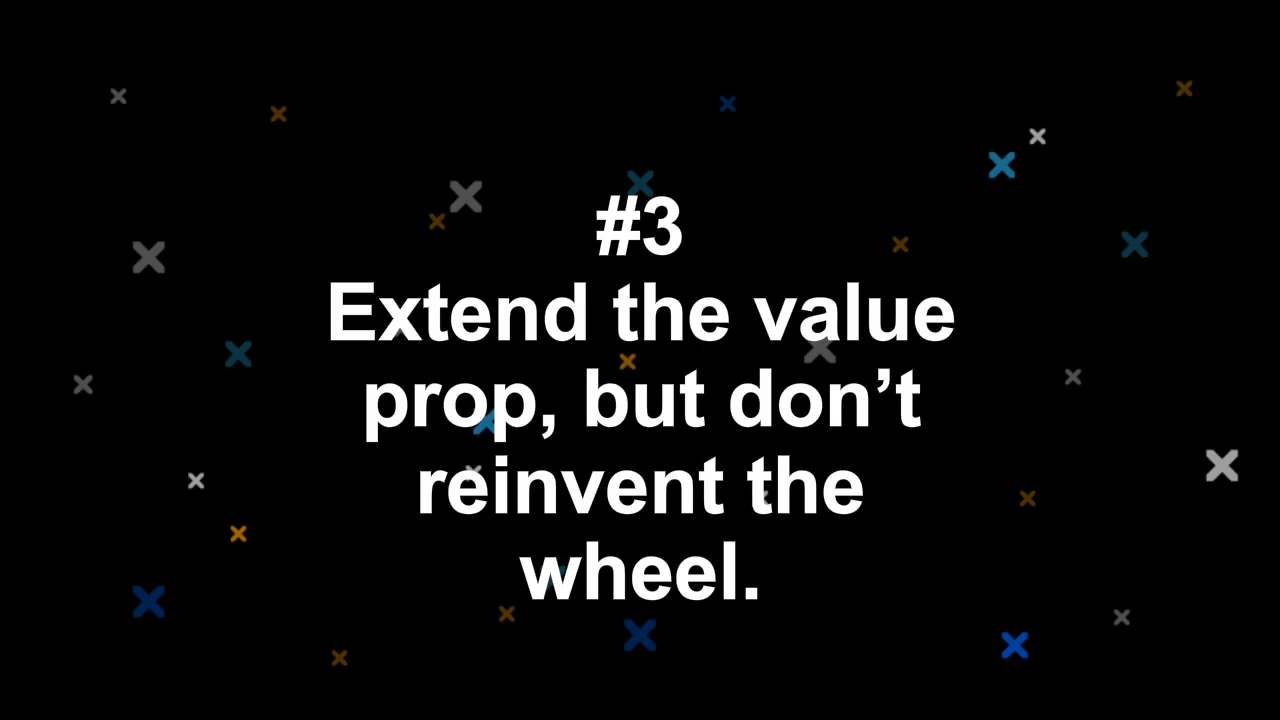 #3
Extend the value
prop, but don’t
reinvent the
wheel.